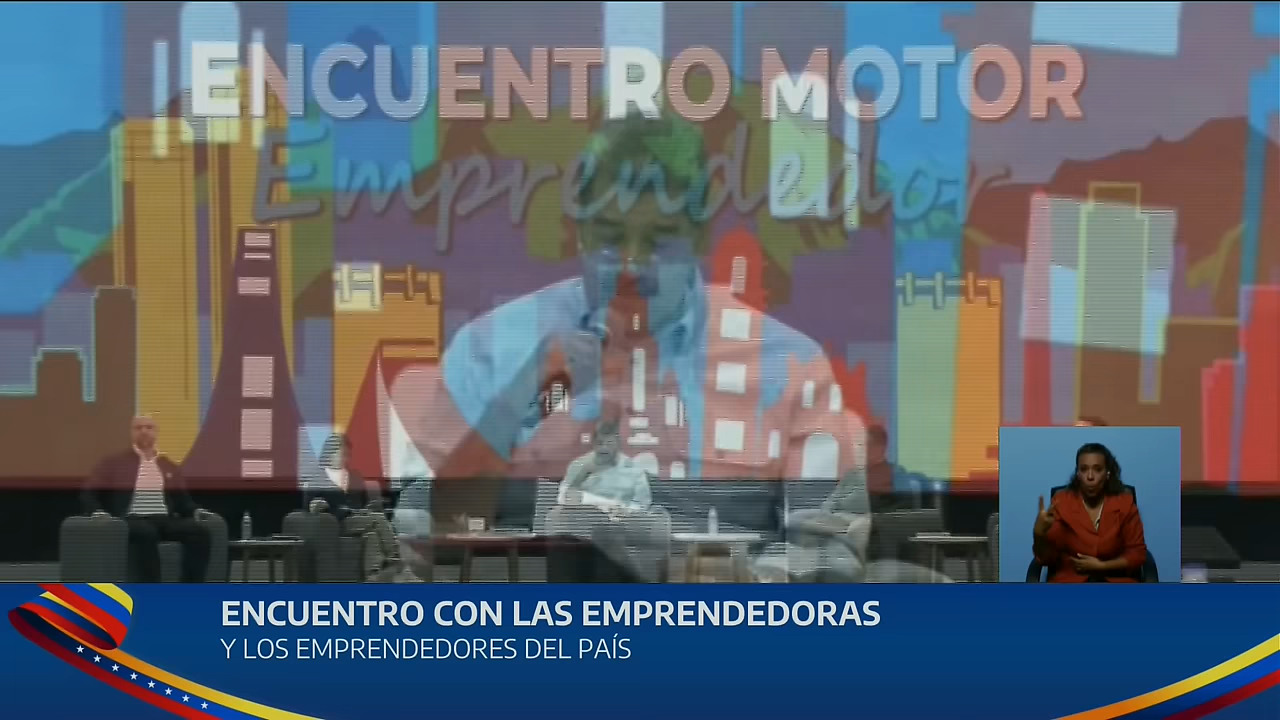 ENCUENTRO MOTOR
Emprendedor
ENCUENTRO CON LAS EMPRENDEDORAS
Y LOS EMPRENDEDORES DEL PAÍS